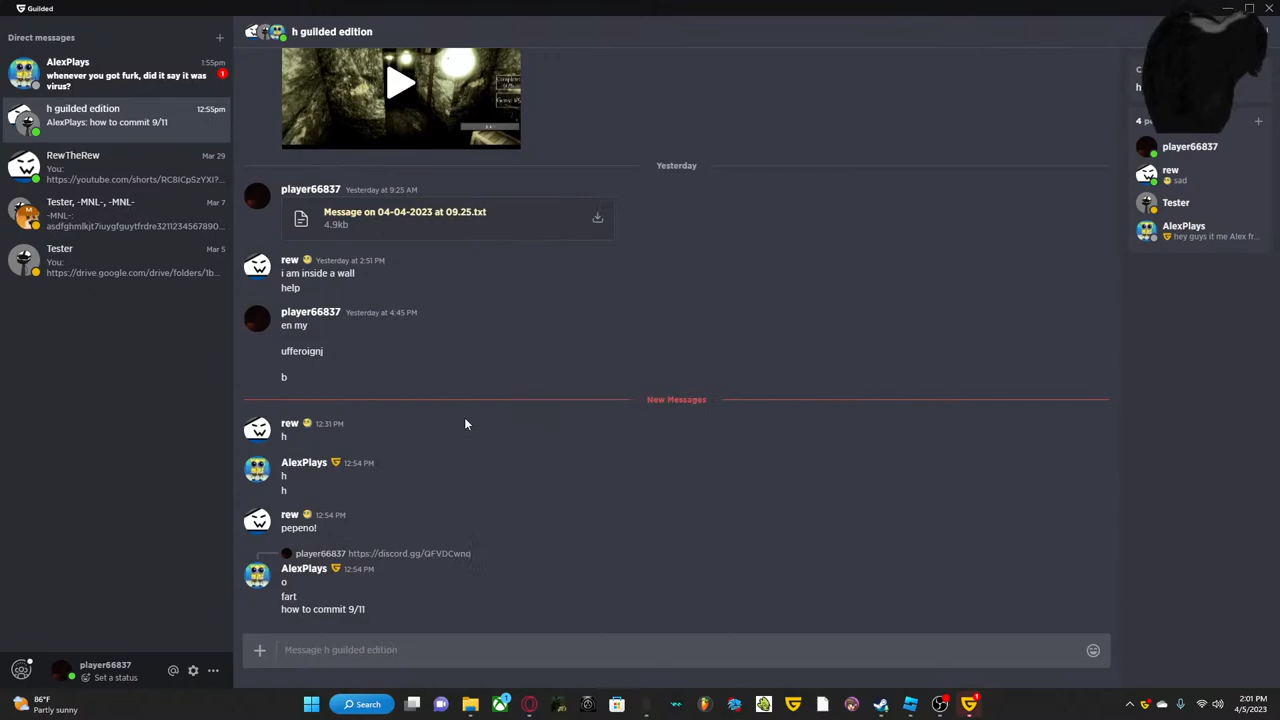 Guilded
Direct messages
AlexPlays
1:55pm
whenever you got furk, did it say it was
virus?
1
h guilded edition
12:55pm
AlexPlays: how to commit 9/11
RewTheRew
Mar 29
You:
https://youtube.com/shorts/RC8ICpSzYXI?...
Tester, -MNL-, -MNL-
Mar 7
-MNL-:
asdfghmlkjt7iuygfguytfrdre3211234567890...
Tester
Mar 5
You:
https://drive.google.com/drive/folders/1b...
player66837
Set a status
h guilded edition
Yesterday
player66837 Yesterday at 9:25 AM
Message on 04-04-2023 at 09.25.txt
4.9kb
rew Yesterday at 2:51 PM
i am inside a wall
help
player66837 Yesterday at 4:45 PM
en my
ufferoignj
b
New Messages
rew 12:31 PM
h
AlexPlays 12:54 PM
h
h
rew 12:54 PM
pepeno!
player66837 https://discord.gg/QFVDCwnq
AlexPlays 12:54 PM
o
fart
how to commit 9/11
Message h guilded edition
player66837
rew
sad
Tester
AlexPlays
hey guys it me Alex fr...
86°F
Partly sunny
Search
1
1
2:01 PM
4/5/2023